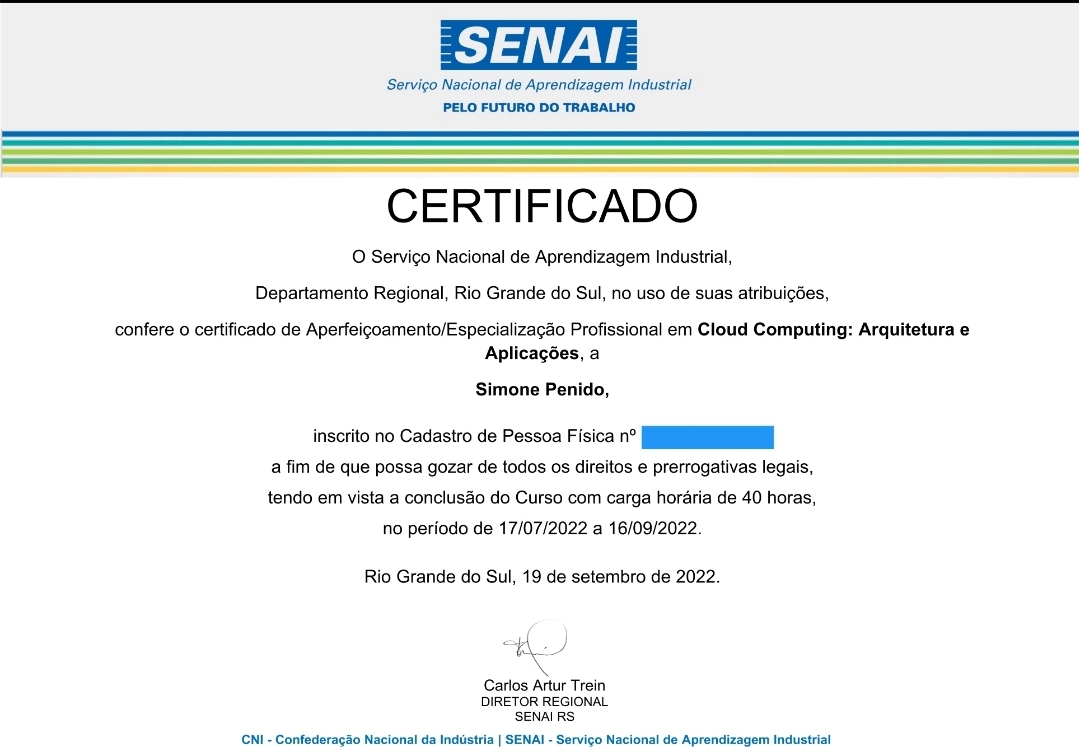 SENAI
Serviço Nacional de Aprendizagem Industrial
PELO FUTURO DO TRABALHO
CERTIFICADO
O Serviço Nacional de Aprendizagem Industrial,
Departamento Regional, Rio Grande do Sul, no uso de suas atribuições,
confere o certificado de Aperfeiçoamento/Especialização Profissional em Cloud Computing: Arquitetura e
Aplicações, a
Simone Penido,
inscrito no Cadastro de Pessoa Física nº
a fim de que possa gozar de todos os direitos e prerrogativas legais,
tendo em vista a conclusão do Curso com carga horária de 40 horas,
no período de 17/07/2022 a 16/09/2022.
Rio Grande do Sul, 19 de setembro de 2022.
Carlos Artur Trein
DIRETOR REGIONAL
SENAI RS
CNI - Confederação Nacional da Indústria | SENAI - Serviço Nacional de Aprendizagem Industrial